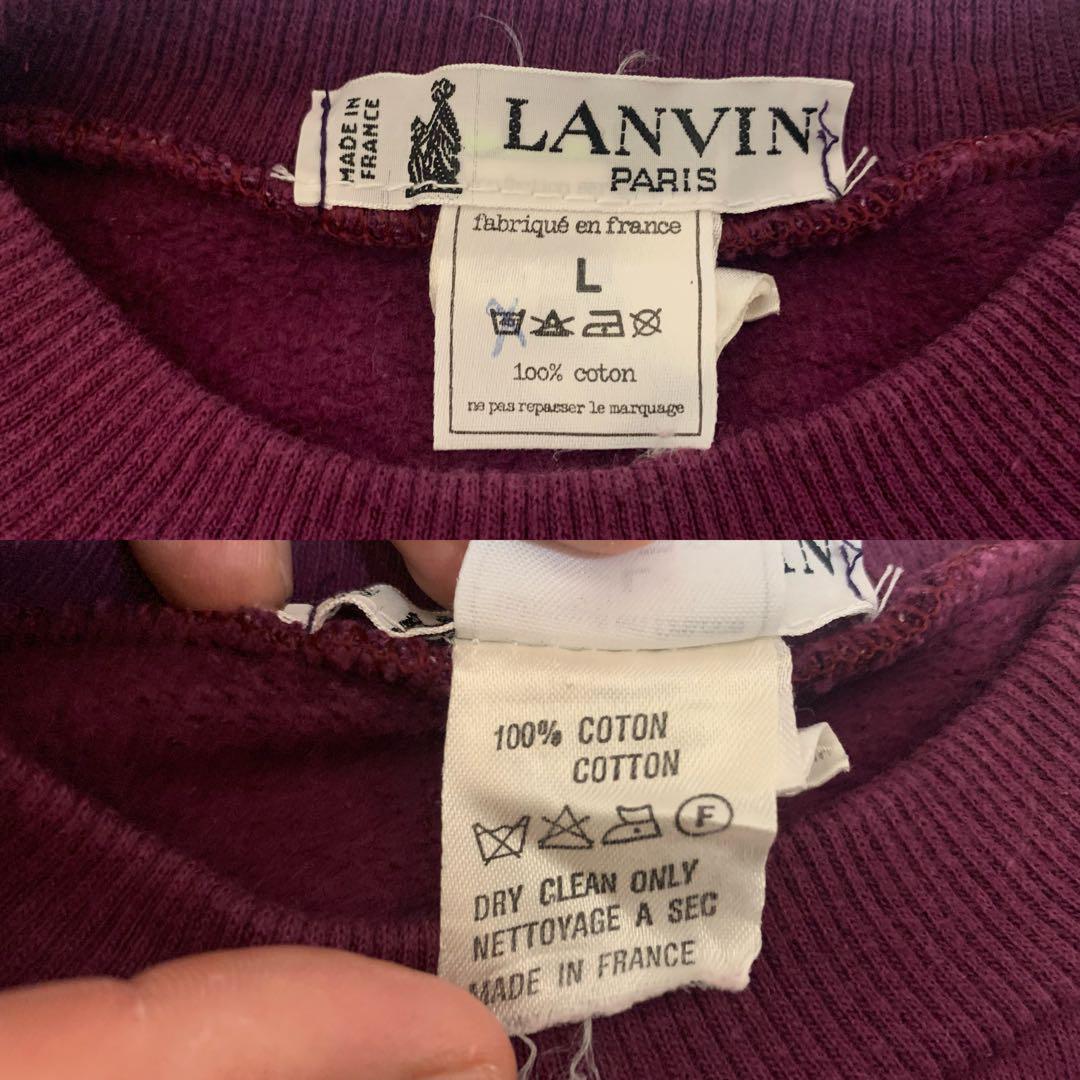 MADE IN
FRANCE
LANVIN
PARIS
fabriqué en france
L
100% coton
ne pas repasser le marquage
IN
100% COTON
COTTON
F
DRY CLEAN ONLY
NETTOYAGE A SEC
MADE IN FRANCE